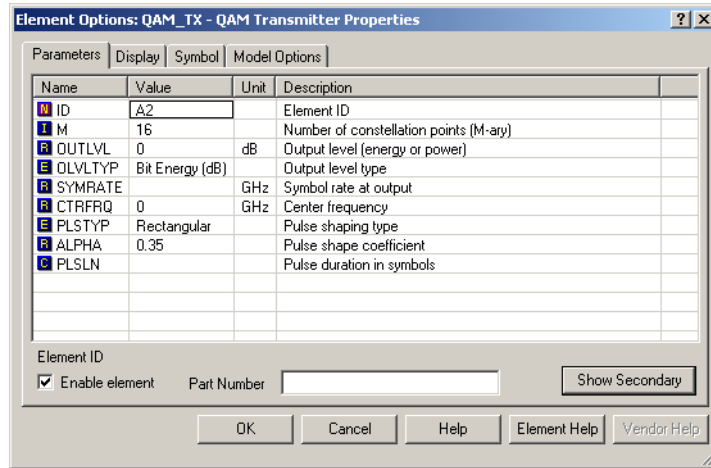 Element Options: QAM_TX - QAM Transmitter Properties ? X
Parameters Display Symbol Model Options
Name Value Unit Description
N ID A2 Element ID
I M 16 Number of constellation points (M-ary)
R OUTLVL 0 dB Output level (energy or power)
E OLVLTYP Bit Energy (dB) Output level type
R SYMRATE GHz Symbol rate at output
R CTRFRQ 0 GHz Center frequency
E PLSTYP Rectangular Pulse shaping type
R ALPHA 0.35 Pulse shape coefficient
C PLSLN Pulse duration in symbols
Element ID
Enable element Part Number Show Secondary
OK Cancel Help Element Help Vendor Help